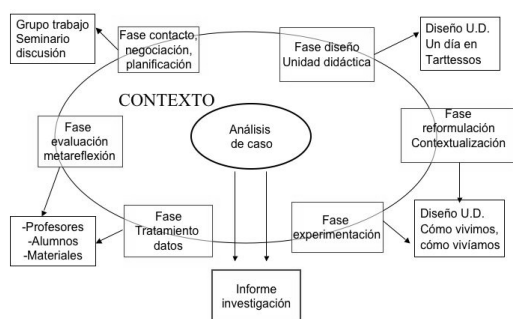 Grupo trabajo
Seminario
discusión
Fase contacto,
negociación,
planificación
Fase diseño
Unidad didáctica
Diseño U.D.
Un día en
Tarttessos
CONTEXTO
Fase
evaluación
metareflexión
Análisis
de caso
Fase
reformulación
Contextualización
-Profesores
-Alumnos
-Materiales
Fase
Tratamiento
datos
Fase
experimentación
Diseño U.D.
Cómo vivimos,
cómo vivíamos
Informe
investigación